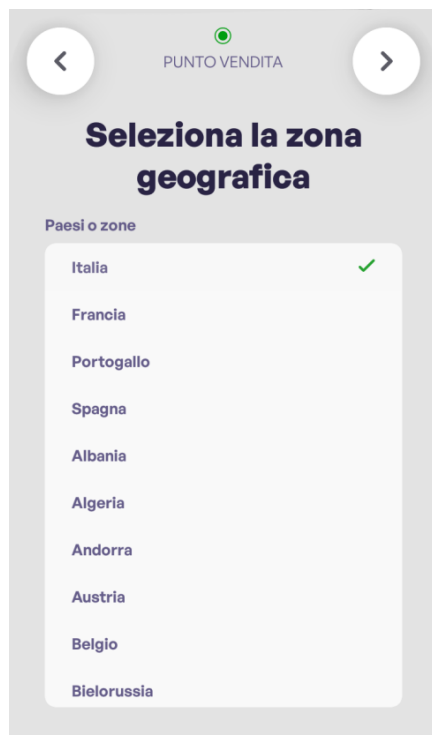 PUNTO VENDITA
Seleziona la zona
geografica
Paesi o zone
Italia
Francia
Portogallo
Spagna
Albania
Algeria
Andorra
Austria
Belgio
Bielorussia